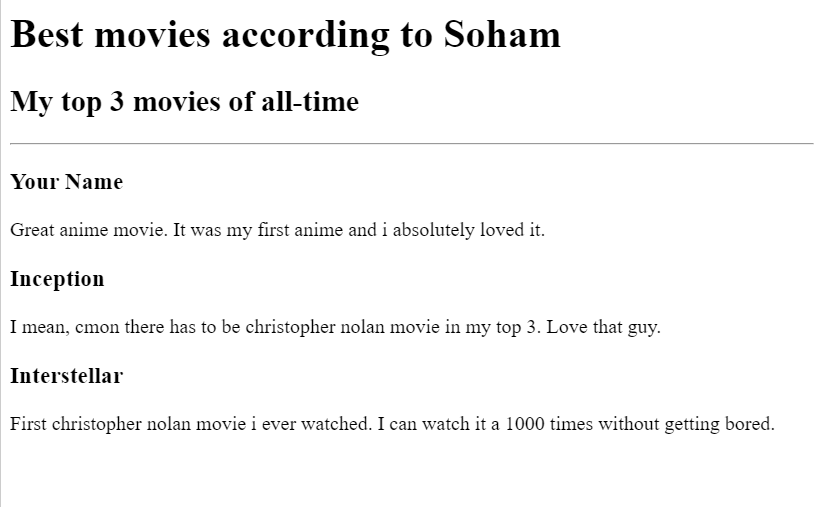 Best movies according to Soham
My top 3 movies of all-time
Your Name
Great anime movie. It was my first anime and i absolutely loved it.
Inception
I mean, cmon there has to be christopher nolan movie in my top 3. Love that guy.
Interstellar
First christopher nolan movie i ever watched. I can watch it a 1000 times without getting bored.